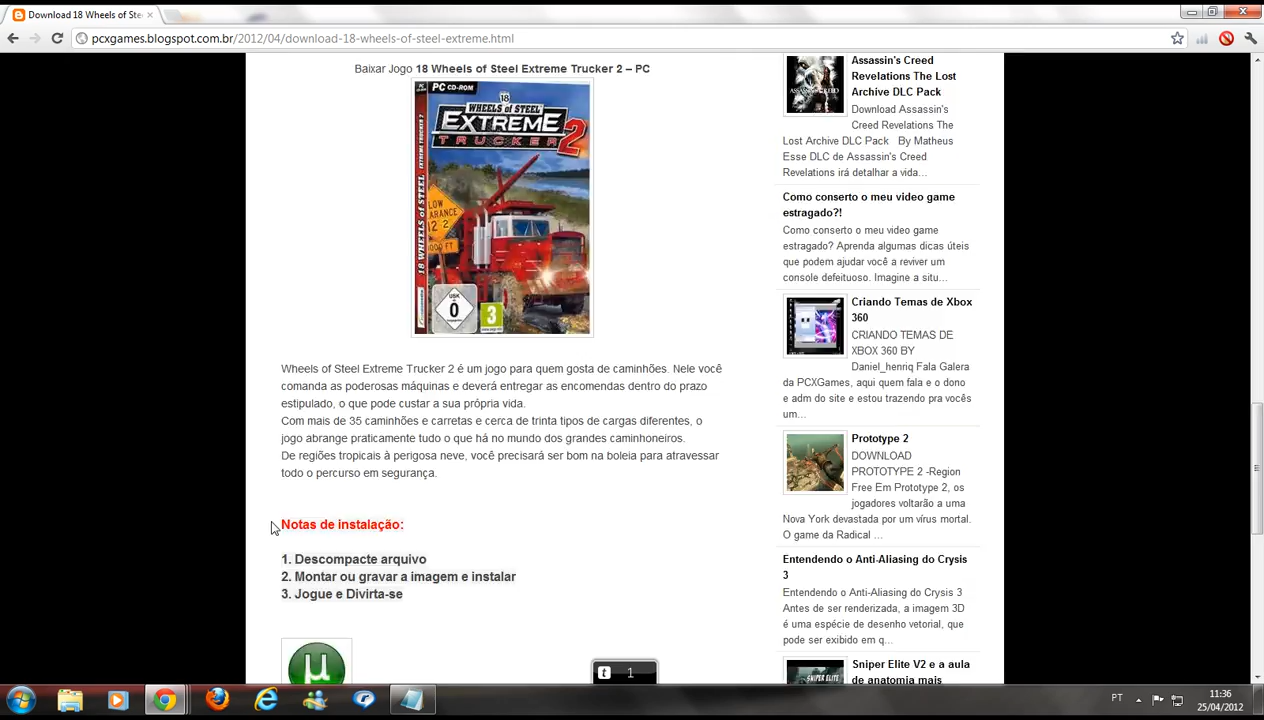 Download 18 Wheels of Ste
pcxgames.blogspot.com.br/2012/04/download-18-wheels-of-steel-extreme.html
Baixar Jogo 18 Wheels of Steel Extreme Trucker 2 – PC
PC CD-ROM
18
WHEELS of STEEL
EXTREME
TRUCKER 2
18 WHEELS of STEEL EXTREME TRUCKER 2
LOW
USK
0
3
Wheels of Steel Extreme Trucker 2 é um jogo para quem gosta de caminhões. Nele você
comanda as poderosas máquinas e deverá entregar as encomendas dentro do prazo
estipulado, o que pode custar a sua própria vida.
Com mais de 35 caminhões e carretas e cerca de trinta tipos de cargas diferentes, o
jogo abrange praticamente tudo o que há no mundo dos grandes caminhoneiros.
De regiões tropicais à perigosa neve, você precisará ser bom na boleia para atravessar
todo o percurso em segurança.
Notas de instalação:
1. Descompacte arquivo
2. Montar ou gravar a imagem e instalar
3. Jogue e Divirta-se
µ
Assassin's Creed
Revelations The Lost
Archive DLC Pack
Download Assassin's
Creed Revelations The
Lost Archive DLC Pack By Matheus
Esse DLC de Assassin's Creed
Revelations irá detalhar a vida...
Como conserto o meu video game
estragado?!
Como conserto o meu video game
estragado? Aprenda algumas dicas úteis
que podem ajudar você a reviver um
console defeituoso. Imagine a situ...
Criando Temas de Xbox
360
CRIANDO TEMAS DE
XBOX 360 BY
Daniel_henriq Fala Galera
da PCXGames, aqui quem fala e o dono
e adm do site e estou trazendo pra vocês
um...
Prototype 2
DOWNLOAD
PROTOTYPE 2 -Region
Free Em Prototype 2, os
jogadores voltarão a uma
Nova York devastada por um vírus mortal.
O game da Radical ...
Entendendo o Anti-Aliasing do Crysis
3
Entendendo o Anti-Aliasing do Crysis 3
Antes de ser renderizada, a imagem 3D
é uma espécie de desenho vetorial, que
pode ser exibido em q...
Sniper Elite V2 e a aula
de anatomia mais
SNIPER ELITE
t 1
PT
11:36
25/04/2012